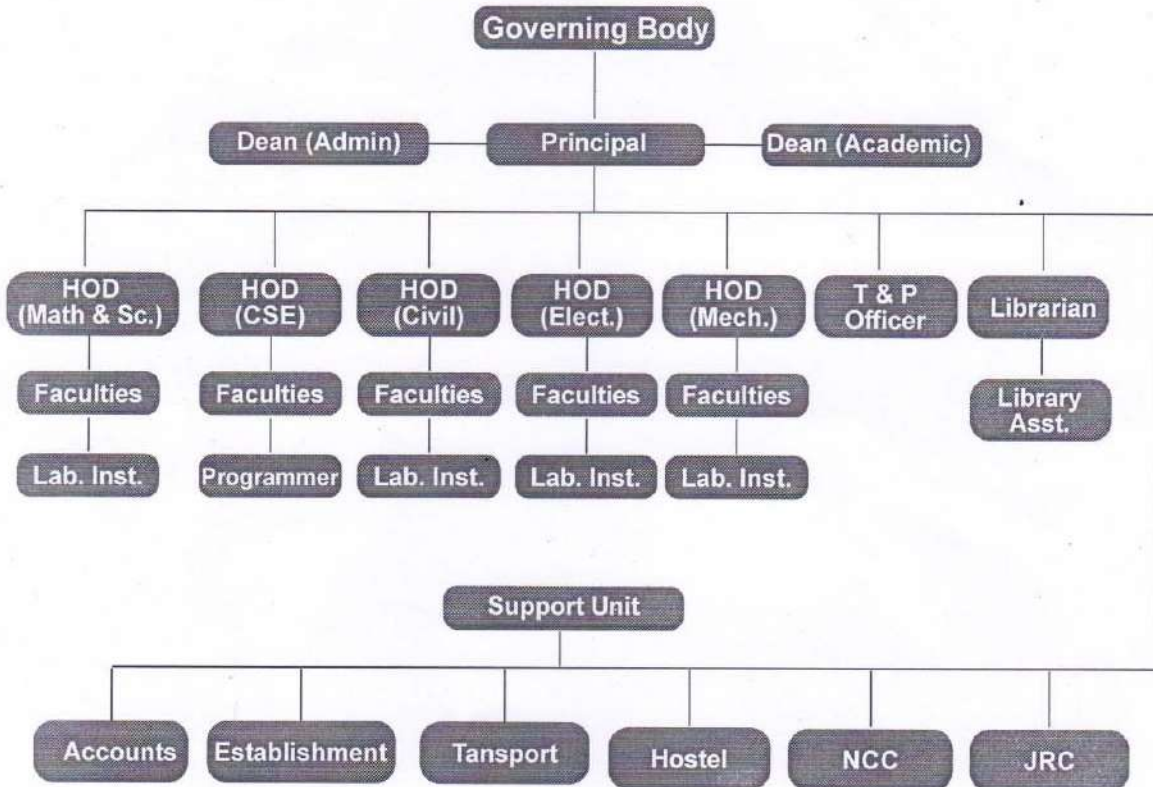 Governing Body
Dean (Admin)
Principal
Dean (Academic)
HOD
(Math & Sc.)
HOD
(CSE)
HOD
(Civil)
HOD
(Elect.)
HOD
(Mech.)
T & P
Officer
Librarian
Faculties
Faculties
Faculties
Faculties
Faculties
Library
Asst.
Lab. Inst.
Programmer
Lab. Inst.
Lab. Inst.
Lab. Inst.
Support Unit
Accounts
Establishment
Tansport
Hostel
NCC
JRC